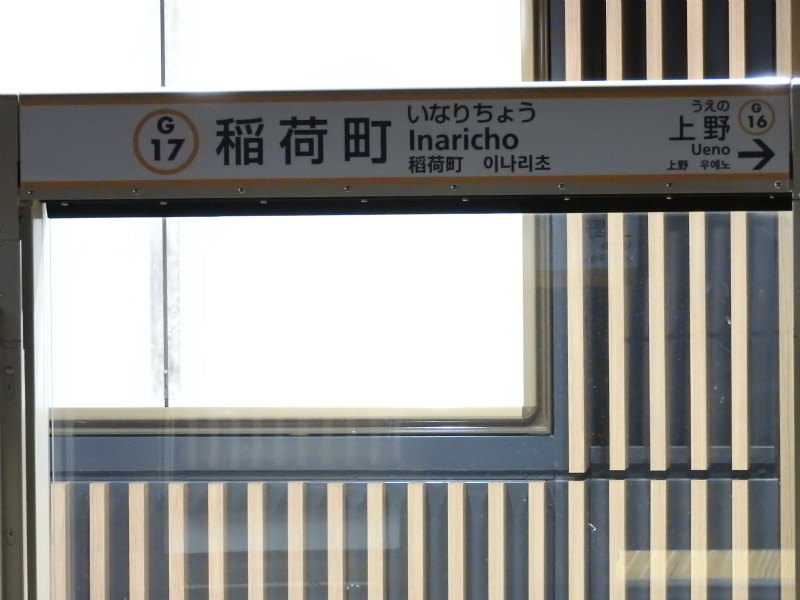 G
17
稲荷町
いなりちょう
Inaricho
稲荷町 이나리초
うえの
上野
Ueno
上野 우에노
G
16
→